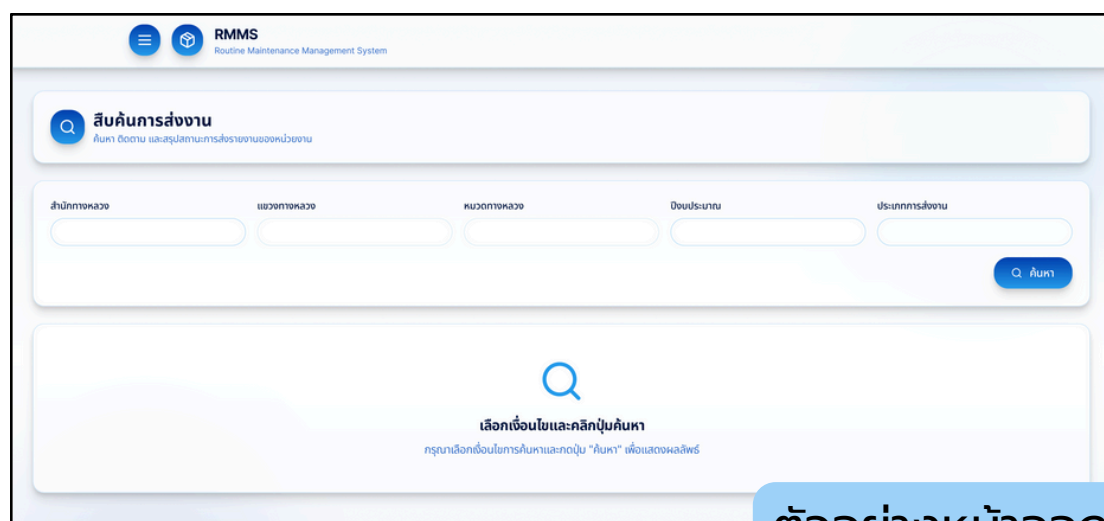 RMMS
Routine Maintenance Management System
สืบค้นการส่งงาน
ค้นหา ติดตาม และสรุปสถานะการส่งรายงานของหน่วยงาน
สำนักทางหลวง แขวงทางหลวง หมวดทางหลวง ปีงบประมาณ ประเภทการส่งงาน
ค้นหา
เลือกเงื่อนไขและคลิกปุ่มค้นหา
กรุณาเลือกเงื่อนไขการค้นหาและกดปุ่ม "ค้นหา" เพื่อแสดงผลลัพธ์